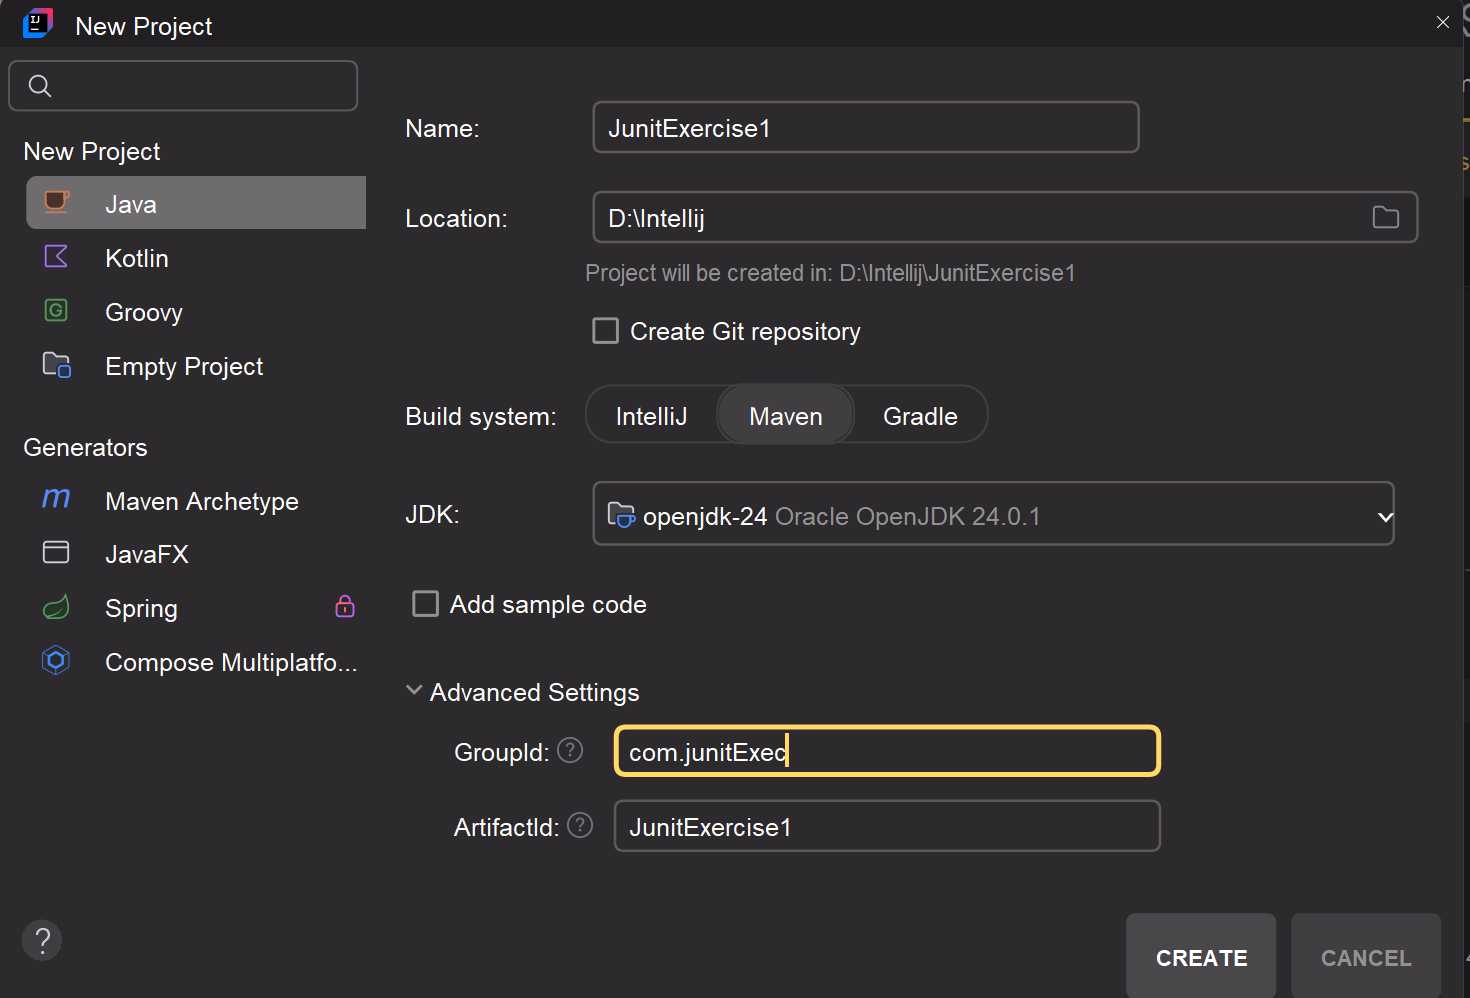 New Project
New Project
Java
Kotlin
Groovy
Empty Project
Generators
Maven Archetype
JavaFX
Spring
Compose Multiplatfo...
Name: JunitExercise1
Location: D:\Intellij
Project will be created in: D:\Intellij\JunitExercise1
Create Git repository
Build system: IntelliJ Maven Gradle
JDK: openjdk-24 Oracle OpenJDK 24.0.1
Add sample code
Advanced Settings
GroupId: ? com.junitExec
ArtifactId: ? JunitExercise1
?
CREATE CANCEL